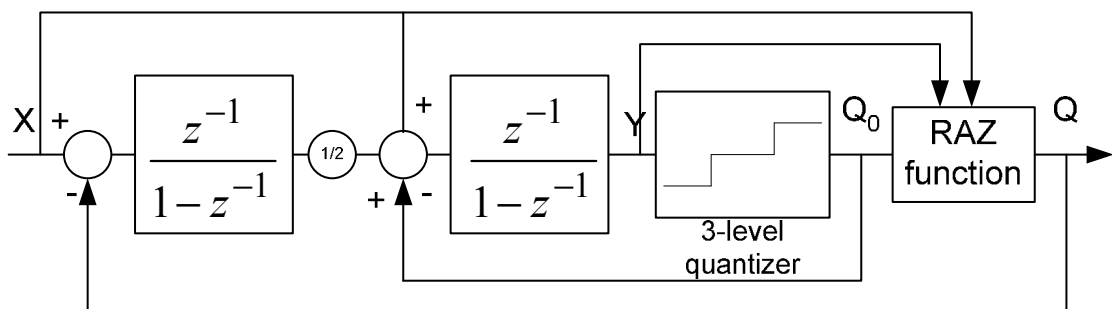 X
+
-
z⁻¹
1-z⁻¹
1/2
+
+
-
z⁻¹
1-z⁻¹
Y
3-level
quantizer
Q₀
RAZ
function
Q